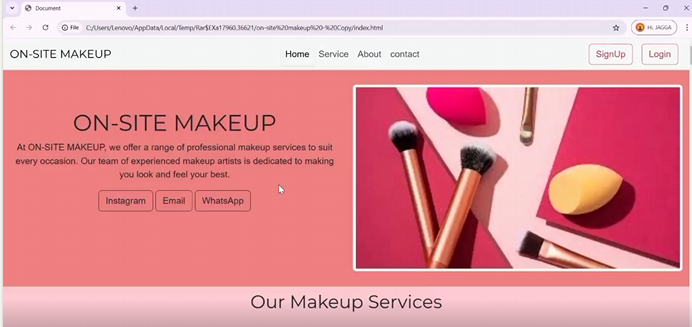 Document
File
C:/Users/Lenovo/AppData/Local/Temp/Rar$EXa17960.36621/on-site%20makeup%20-%20Copy/index.html
Hi, JAGGA
ON-SITE MAKEUP
Home Service About contact
SignUp Login
ON-SITE MAKEUP
At ON-SITE MAKEUP, we offer a range of professional makeup services to suit
every occasion. Our team of experienced makeup artists is dedicated to making
you look and feel your best.
Instagram Email WhatsApp
Our Makeup Services